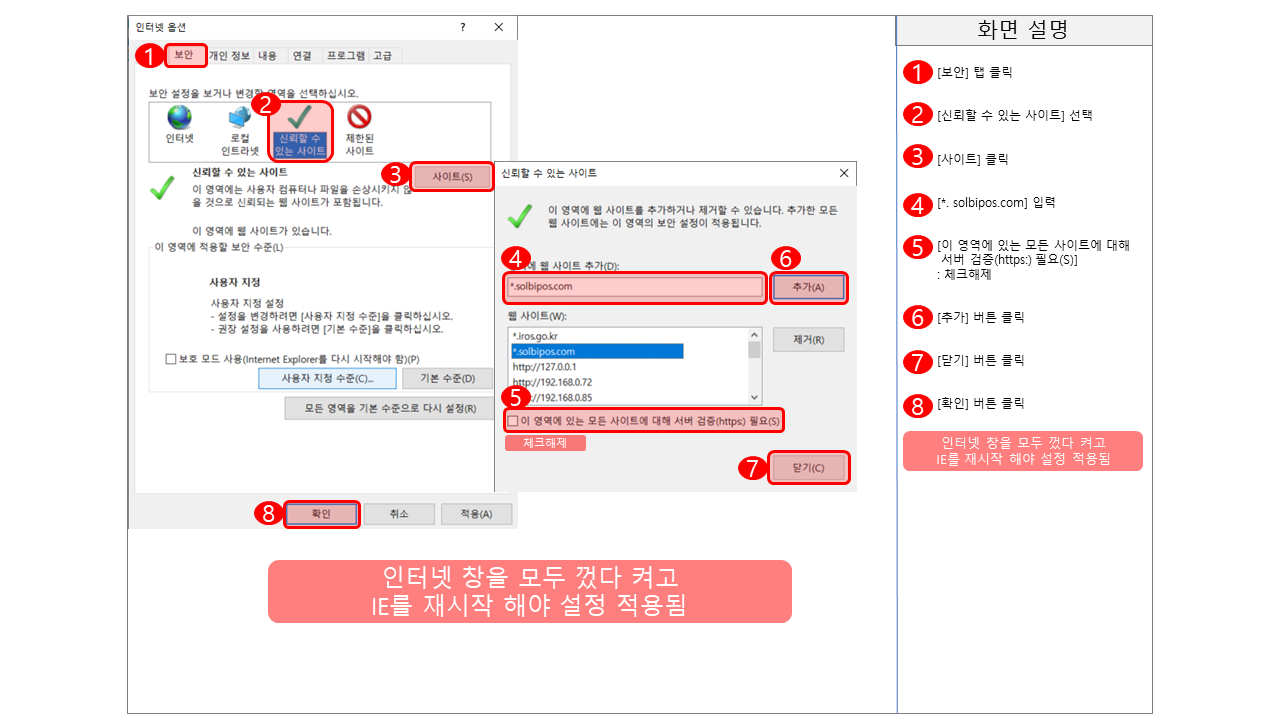 인터넷 옵션
?
1
보안
개인 정보
내용
연결
프로그램
고급
보안 설정을 보거나 변경할 영역을 선택하십시오.
2
인터넷
로컬
인트라넷
신뢰할 수
있는 사이트
제한된
사이트
3
사이트(S)
신뢰할 수 있는 사이트
이 영역에는 사용자 컴퓨터나 파일을 손상시키지 않
을 것으로 신뢰되는 웹 사이트가 포함됩니다.
이 영역에 웹 사이트가 있습니다.
이 영역에 적용할 보안 수준(L)
사용자 지정
사용자 지정 설정
- 설정을 변경하려면 [사용자 지정 수준]을 클릭하십시오.
- 권장 설정을 사용하려면 [기본 수준]을 클릭하십시오.
보호 모드 사용(Internet Explorer를 다시 시작해야 함)(P)
사용자 지정 수준(C)...
기본 수준(D)
모든 영역을 기본 수준으로 다시 설정(R)
8
확인
취소
적용(A)
신뢰할 수 있는 사이트
이 영역에 웹 사이트를 추가하거나 제거할 수 있습니다. 추가한 모든
웹 사이트에는 이 영역의 보안 설정이 적용됩니다.
4
웹 사이트 추가(D):
6
*.solbipos.com
추가(A)
웹 사이트(W):
*.iros.go.kr
*.solbipos.com
http://127.0.0.1
http://192.168.0.72
http://192.168.0.85
제거(R)
5
이 영역에 있는 모든 사이트에 대해 서버 검증(https:) 필요(S)
체크해제
7
닫기(C)
인터넷 창을 모두 껐다 켜고
IE를 재시작 해야 설정 적용됨
화면 설명
1 [보안] 탭 클릭
2 [신뢰할 수 있는 사이트] 선택
3 [사이트] 클릭
4 [*. solbipos.com] 입력
5 [이 영역에 있는 모든 사이트에 대해
서버 검증(https:) 필요(S)]
: 체크해제
6 [추가] 버튼 클릭
7 [닫기] 버튼 클릭
8 [확인] 버튼 클릭
인터넷 창을 모두 껐다 켜고
IE를 재시작 해야 설정 적용됨